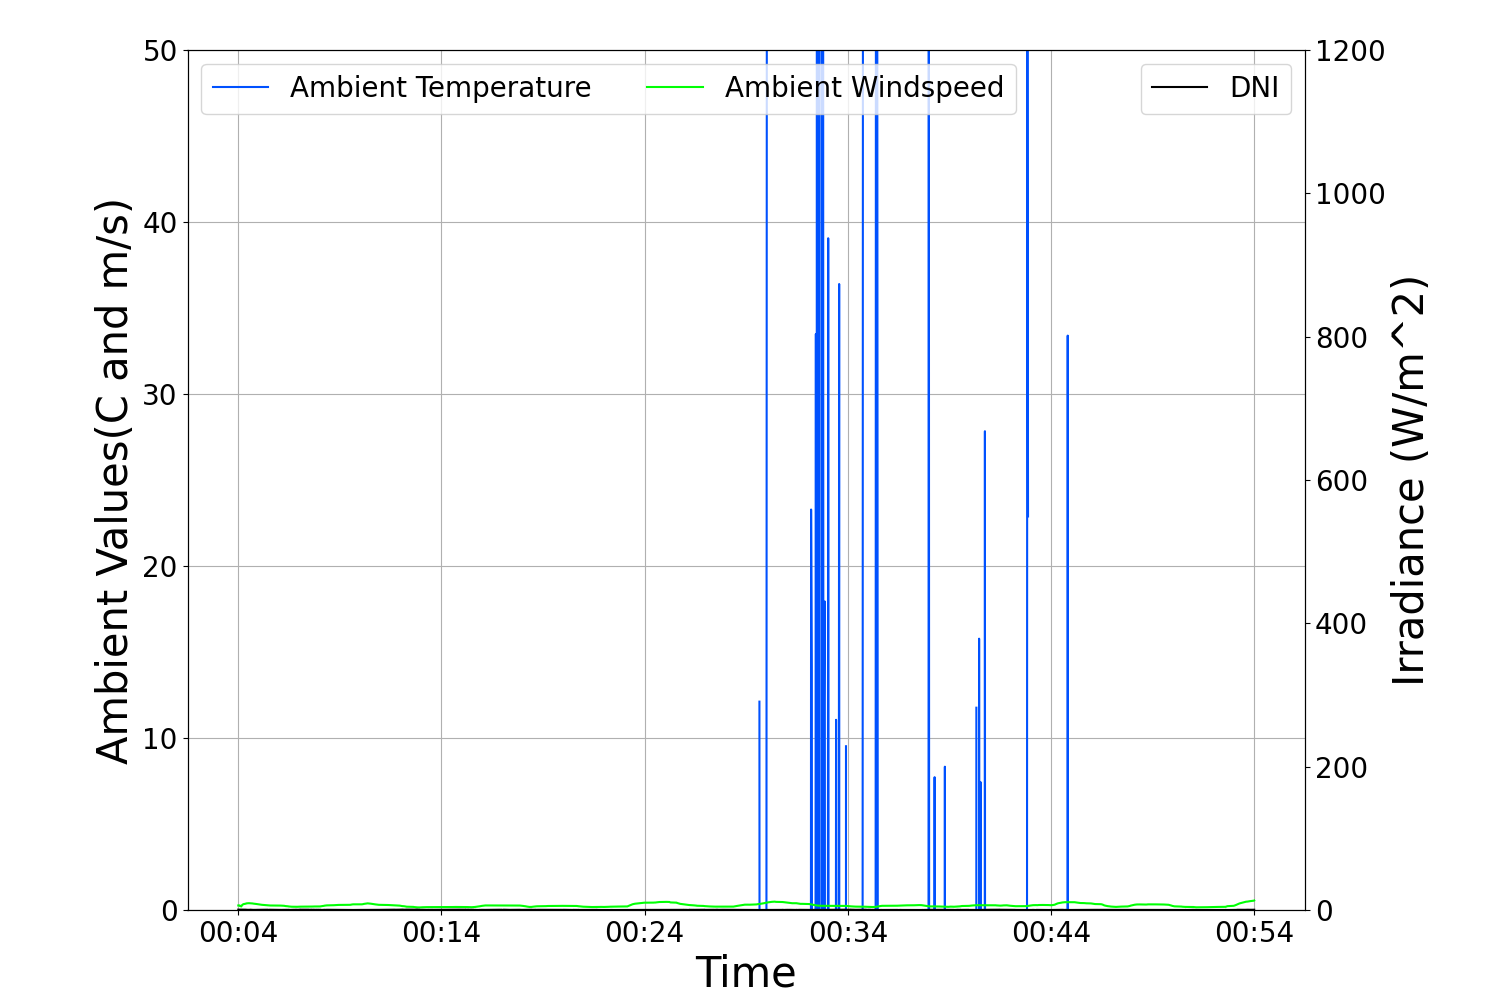 Ambient Temperature Ambient Windspeed DNI
Ambient Values(C and m/s)
50
40
30
20
10
0
1200
1000
800
600
400
200
0
Irradiance (W/m^2)
00:04 00:14 00:24 00:34 00:44 00:54
Time